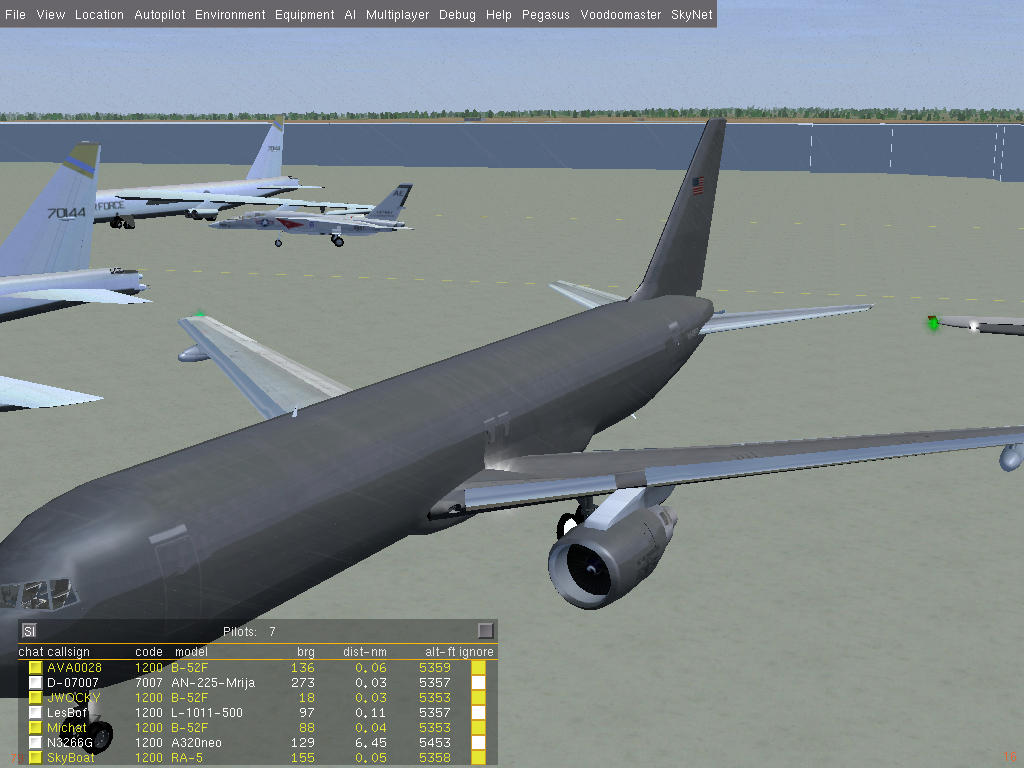 File View Location Autopilot Environment Equipment AI Multiplayer Debug Help Pegasus Voodoomaster SkyNet
70144
FORCE
AE
SI Pilots: 7
chat callsign code model brg dist-nm alt-ft ignore
AVA0028 1200 B-52F 136 0.06 5359
D-07007 7007 AN-225-Mrija 273 0.03 5357
JWOCKY 1200 B-52F 18 0.03 5353
LesBof 1200 L-1011-500 97 0.11 5357
Michat 1200 B-52F 88 0.04 5353
N3266G 1200 A320neo 129 6.45 5453
SkyBoat 1200 RA-5 155 0.05 5358